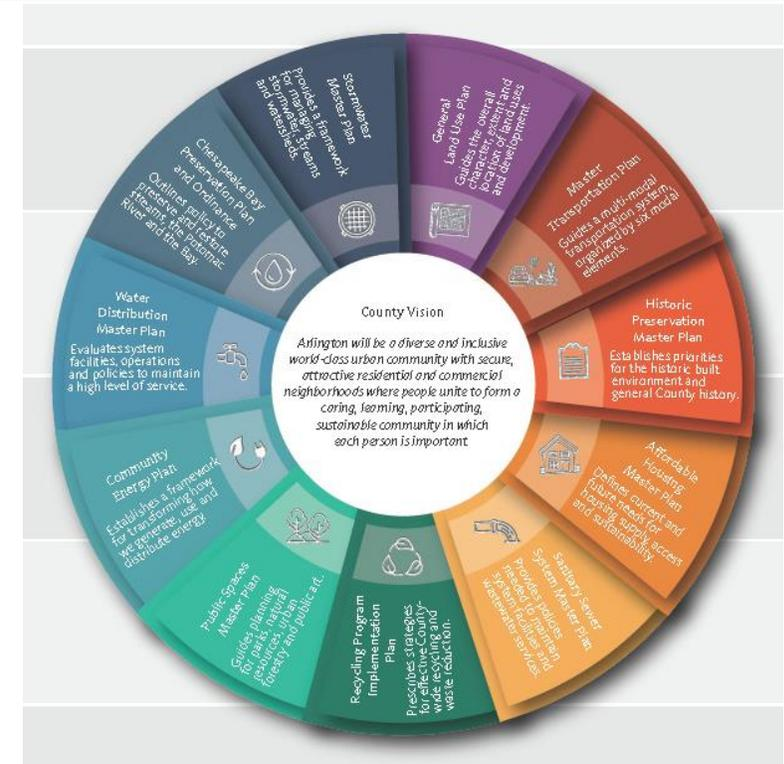 County Vision
Arlington will be a diverse and inclusive
world-class urban community with secure,
attractive residential and commercial
neighborhoods where people unite to form a
caring, learning, participating,
sustainable community in which
each person is important
General
Land Use Plan
Guides the overall
character, extent and
location of land uses
and development.
Master
Transportation Plan
Guides a multi-modal
transportation system,
organized by six modal
elements.
Historic
Preservation
Master Plan
Establishes priorities
for the historic built
environment and
general County history.
Affordable
Housing
Master Plan
Defines current and
future needs for
housing supply, access
and sustainability.
Sanitary Sewer
System Master Plan
Provides policies
needed to maintain
system facilities and
wastewater services.
Recycling Program
Implementation
Plan
Prescribes strategies
for effective County-
wide recycling and
waste reduction.
Public Spaces
Master Plan
Guides planning
for parks, natural
resources, urban
forestry and public art.
Community
Energy Plan
Establishes a framework
for transforming how
we generate, use and
distribute energy.
Water
Distribution
Master Plan
Evaluates system
facilities, operations
and policies to maintain
a high level of service.
Chesapeake Bay
Preservation Plan
and Ordinance
Outlines policy to
preserve and restore
streams, the Potomac
River and the Bay.
Stormwater
Master Plan
Provides a framework
for managing
stormwater, streams
and watersheds.